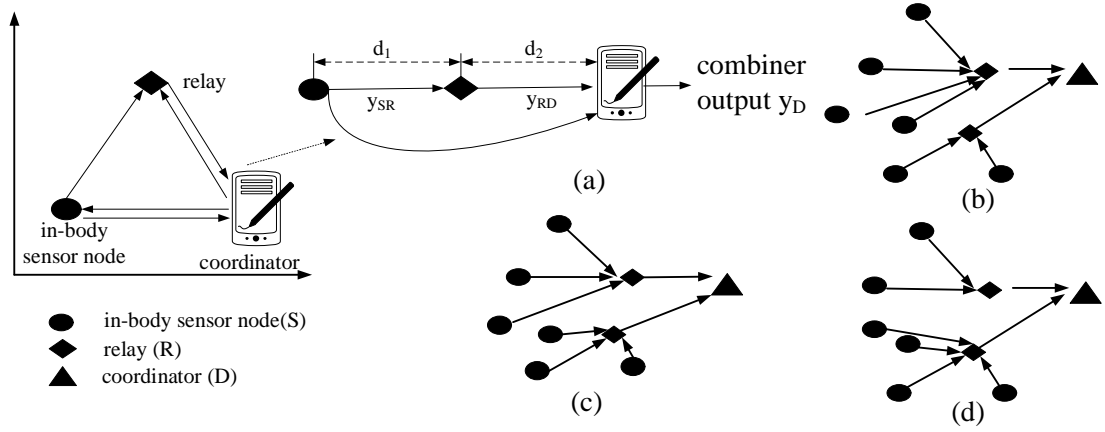 relay
in-body
sensor node
coordinator
d1
d2
ySR
yRD
combiner
output yD
(a)
(b)
(c)
(d)
in-body sensor node(S)
relay (R)
coordinator (D)